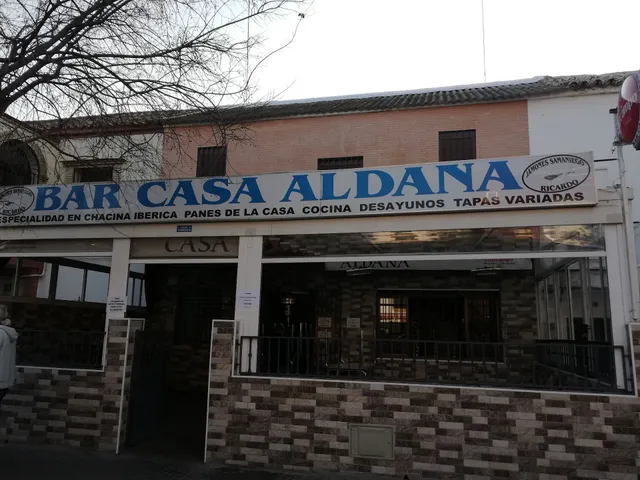 BAR CASA ALDANA
ESPECIALIDAD EN CHACINA IBERICA PANES DE LA CASA COCINA DESAYUNOS TAPAS VARIADAS
JAMONES SAMANIEGO
RICARDO
RICARDO
CASA
ALDANA